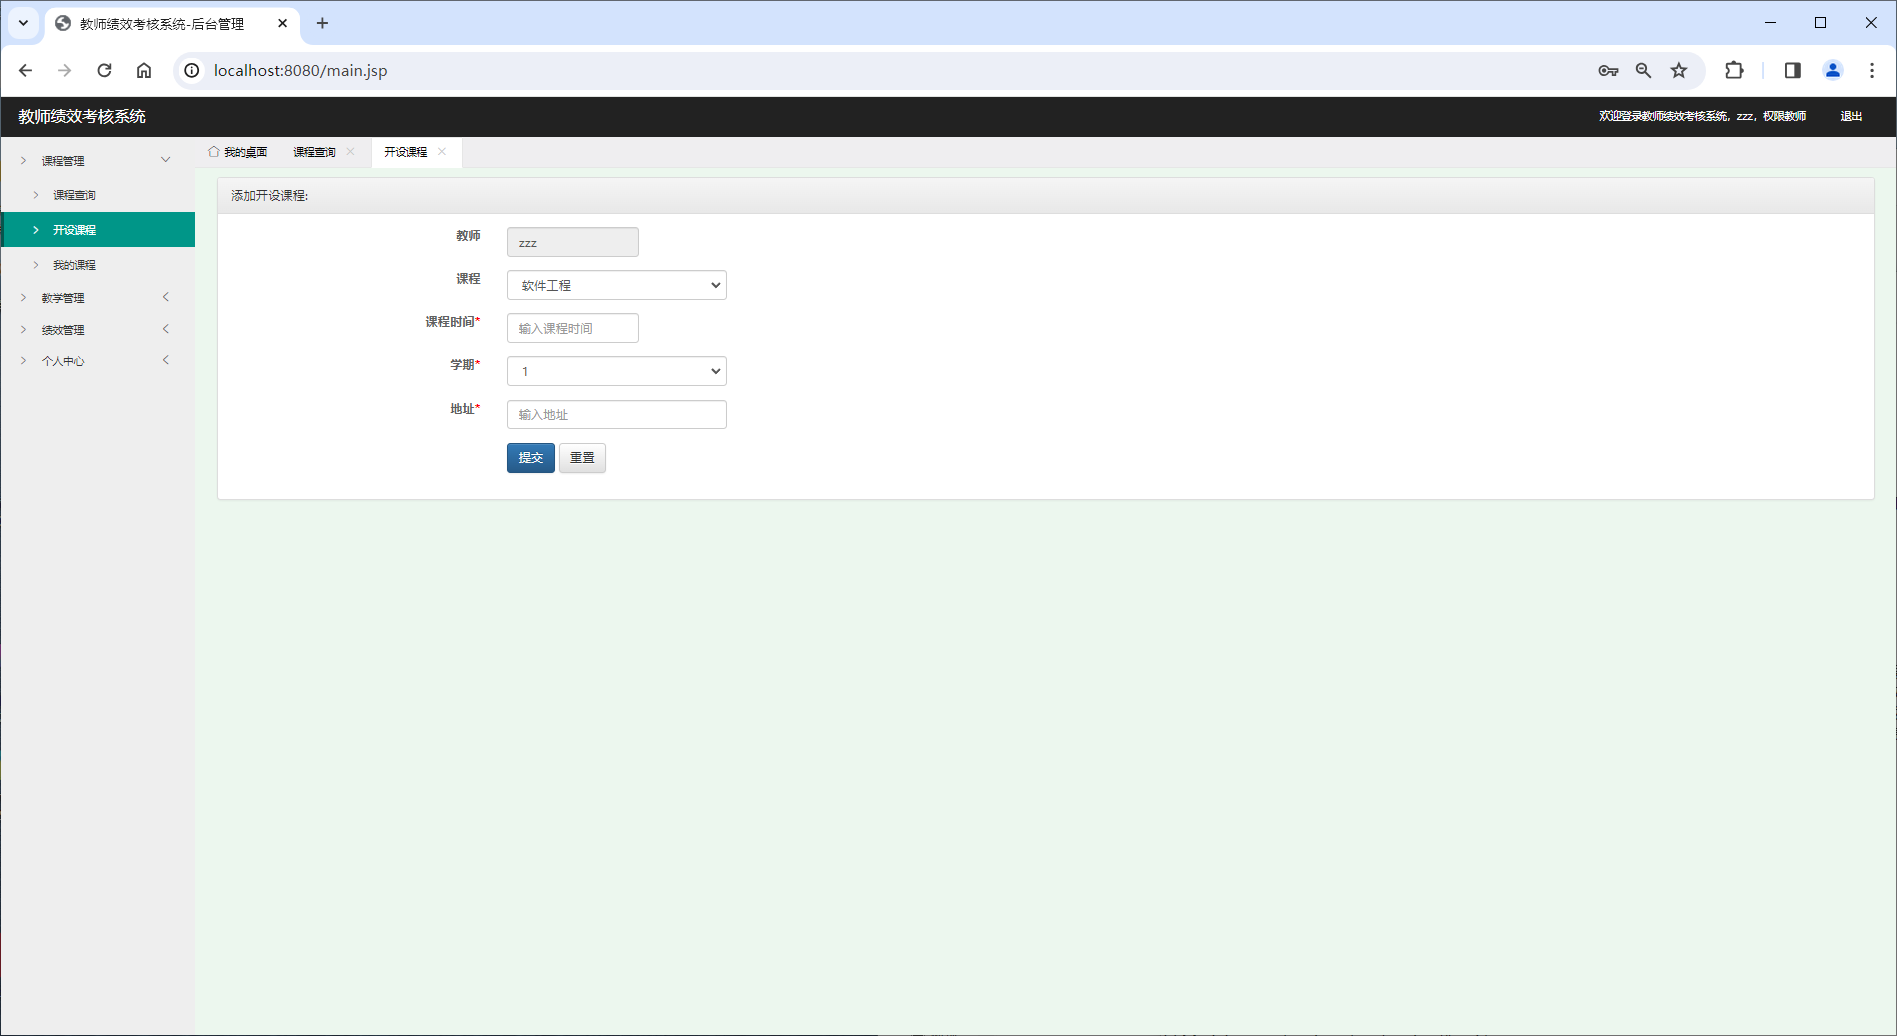 教师绩效考核系统-后台管理
localhost:8080/main.jsp
教师绩效考核系统
欢迎登录教师绩效考核系统，zzz，权限教师 退出
课程管理
课程查询
开设课程
我的课程
教学管理
绩效管理
个人中心
我的桌面 课程查询 开设课程
添加开设课程:
教师 zzz
课程 软件工程
课程时间* 输入课程时间
学期* 1
地址* 输入地址
提交 重置